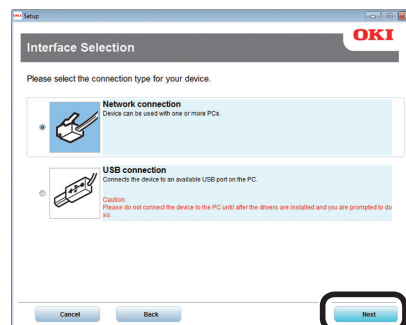 Setup
OKI
Interface Selection
Please select the connection type for your device.
Network connection
Device can be used with one or more PCs.
USB connection
Connects the device to an available USB port on the PC.
Caution:
Please do not connect the device to the PC until after the drivers are installed and you are prompted to do
so.
Cancel
Back
Next